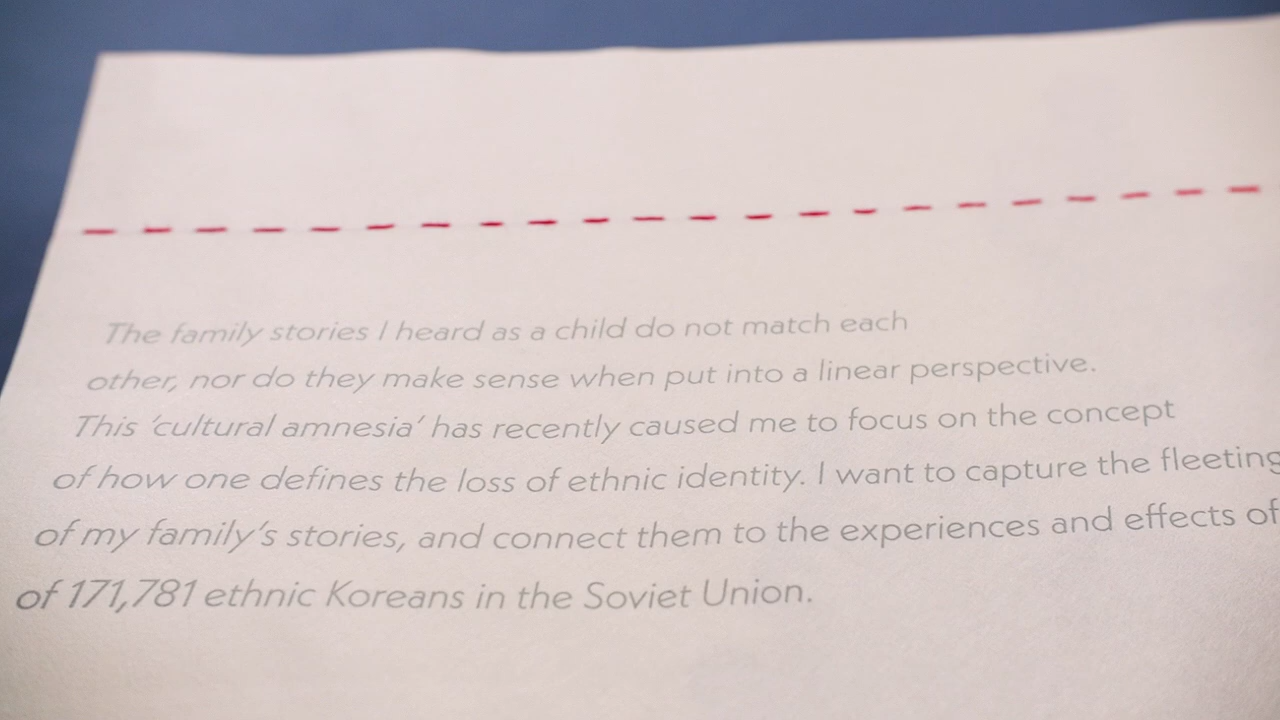 The family stories I heard as a child do not match each
other, nor do they make sense when put into a linear perspective.
This ‘cultural amnesia’ has recently caused me to focus on the concept
of how one defines the loss of ethnic identity. I want to capture the fleeting
of my family’s stories, and connect them to the experiences and effects of
of 171,781 ethnic Koreans in the Soviet Union.